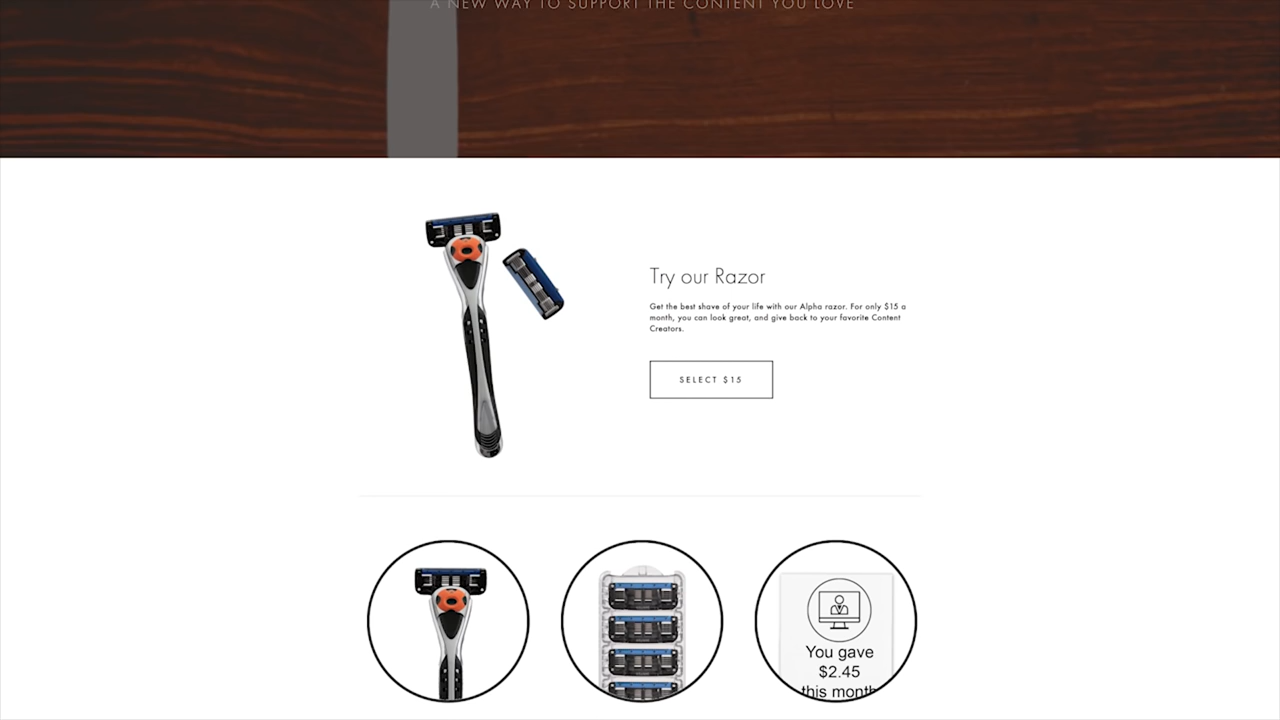 A NEW WAY TO SUPPORT THE CONTENT YOU LOVE
Try our Razor
Get the best shave of your life with our Alpha razor. For only $15 a
month, you can look great, and give back to your favorite Content
Creators.
SELECT $15
You gave
$2.45
this month